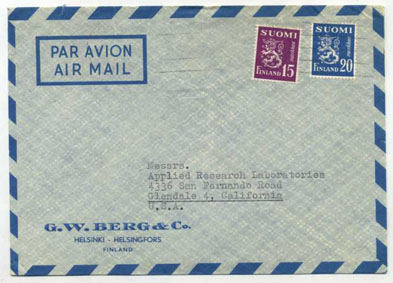 PAR AVION
AIR MAIL
SUOMI
FINLAND 15
SUOMI
FINLAND 20
Messrs.
Applied Research Laboratories
4336 San Fernando Road
Glendale 4, California
U.S.A.
G.W. BERG & Co.
HELSINKI - HELSINGFORS
FINLAND